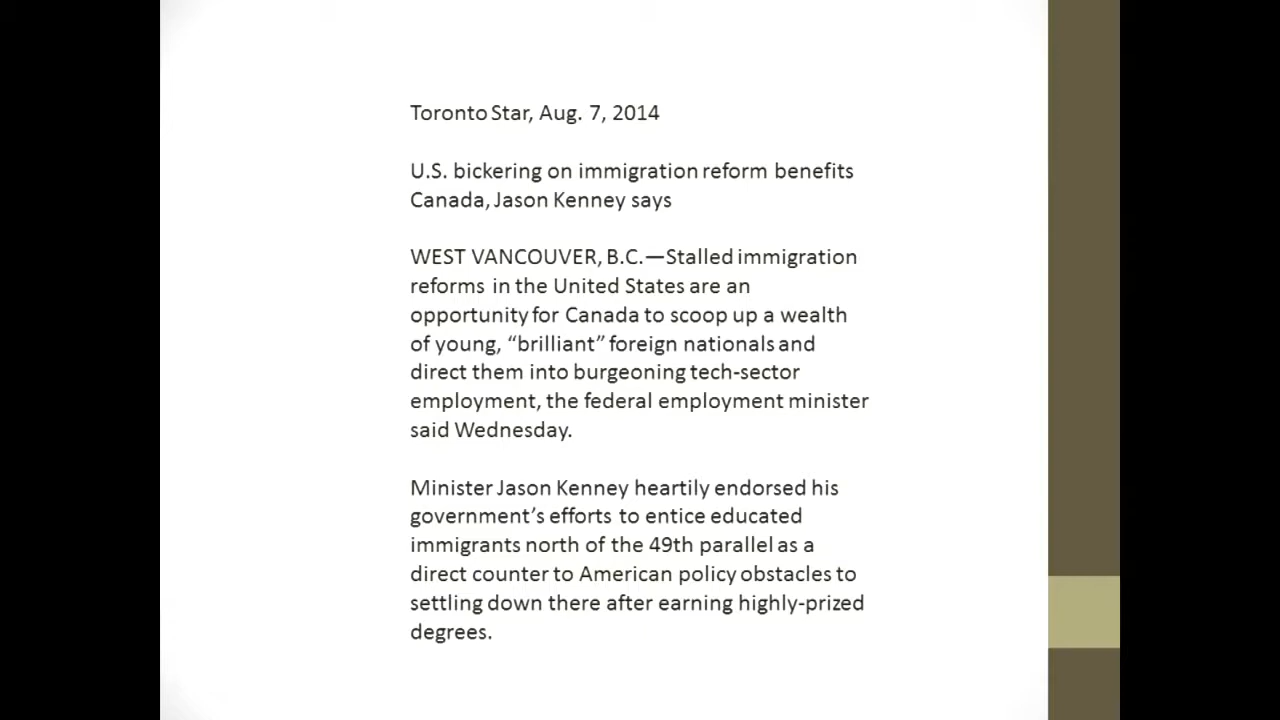 Toronto Star, Aug. 7, 2014
U.S. bickering on immigration reform benefits
Canada, Jason Kenney says
WEST VANCOUVER, B.C.—Stalled immigration
reforms in the United States are an
opportunity for Canada to scoop up a wealth
of young, “brilliant” foreign nationals and
direct them into burgeoning tech-sector
employment, the federal employment minister
said Wednesday.
Minister Jason Kenney heartily endorsed his
government’s efforts to entice educated
immigrants north of the 49th parallel as a
direct counter to American policy obstacles to
settling down there after earning highly-prized
degrees.